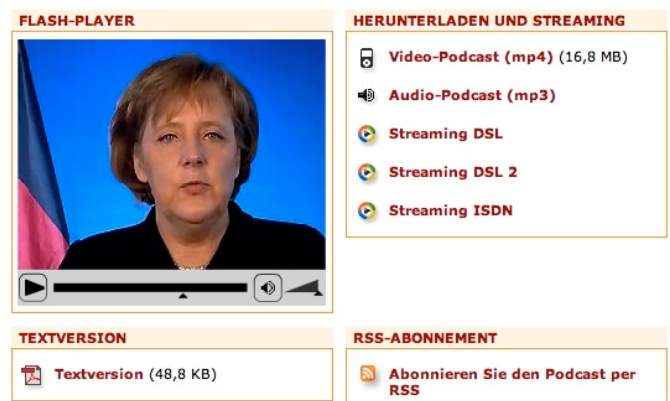 FLASH-PLAYER
HERUNTERLADEN UND STREAMING
Video-Podcast (mp4) (16,8 MB)
Audio-Podcast (mp3)
Streaming DSL
Streaming DSL 2
Streaming ISDN
TEXTVERSION
Textversion (48,8 KB)
RSS-ABONNEMENT
Abonnieren Sie den Podcast per
RSS